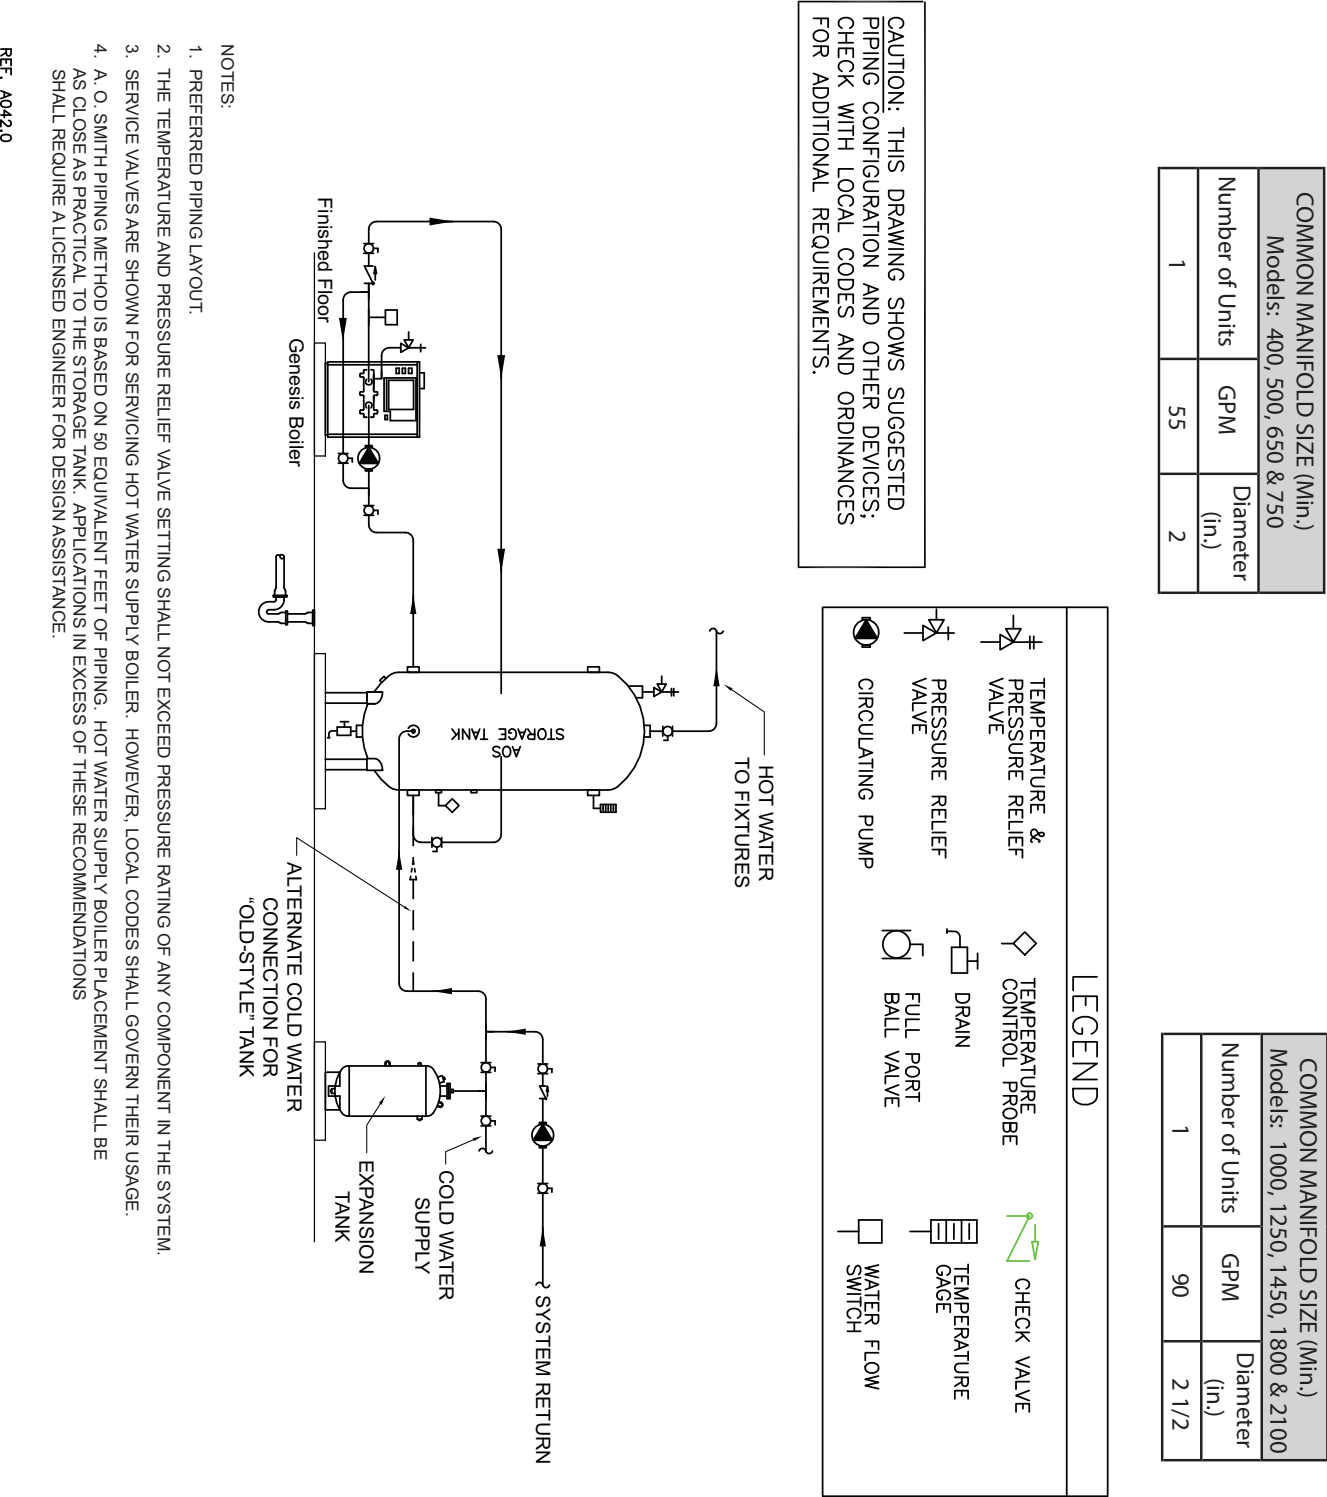 COMMON MANIFOLD SIZE (Min.)
Models: 400, 500, 650 & 750
Number of Units
GPM
Diameter
(in.)
1
55
2
COMMON MANIFOLD SIZE (Min.)
Models: 1000, 1250, 1450, 1800 & 2100
Number of Units
GPM
Diameter
(in.)
1
90
2 1/2
CAUTION: THIS DRAWING SHOWS SUGGESTED
PIPING CONFIGURATION AND OTHER DEVICES;
CHECK WITH LOCAL CODES AND ORDINANCES
FOR ADDITIONAL REQUIREMENTS.
LEGEND
TEMPERATURE &
PRESSURE RELIEF
VALVE
PRESSURE RELIEF
VALVE
CIRCULATING PUMP
TEMPERATURE
CONTROL PROBE
DRAIN
FULL PORT
BALL VALVE
CHECK VALVE
TEMPERATURE
GAGE
WATER FLOW
SWITCH
HOT WATER
TO FIXTURES
AOS
STORAGE TANK
SYSTEM RETURN
COLD WATER
SUPPLY
EXPANSION
TANK
Finished Floor
Genesis Boiler
ALTERNATE COLD WATER
CONNECTION FOR
"OLD-STYLE" TANK
NOTES:
1. PREFERRED PIPING LAYOUT.
2. THE TEMPERATURE AND PRESSURE RELIEF VALVE SETTING SHALL NOT EXCEED PRESSURE RATING OF ANY COMPONENT IN THE SYSTEM.
3. SERVICE VALVES ARE SHOWN FOR SERVICING HOT WATER SUPPLY BOILER. HOWEVER, LOCAL CODES SHALL GOVERN THEIR USAGE.
4. A. O. SMITH PIPING METHOD IS BASED ON 50 EQUIVALENT FEET OF PIPING. HOT WATER SUPPLY BOILER PLACEMENT SHALL BE
AS CLOSE AS PRACTICAL TO THE STORAGE TANK. APPLICATIONS IN EXCESS OF THESE RECOMMENDATIONS
SHALL REQUIRE A LICENSED ENGINEER FOR DESIGN ASSISTANCE.
REF. A042.0